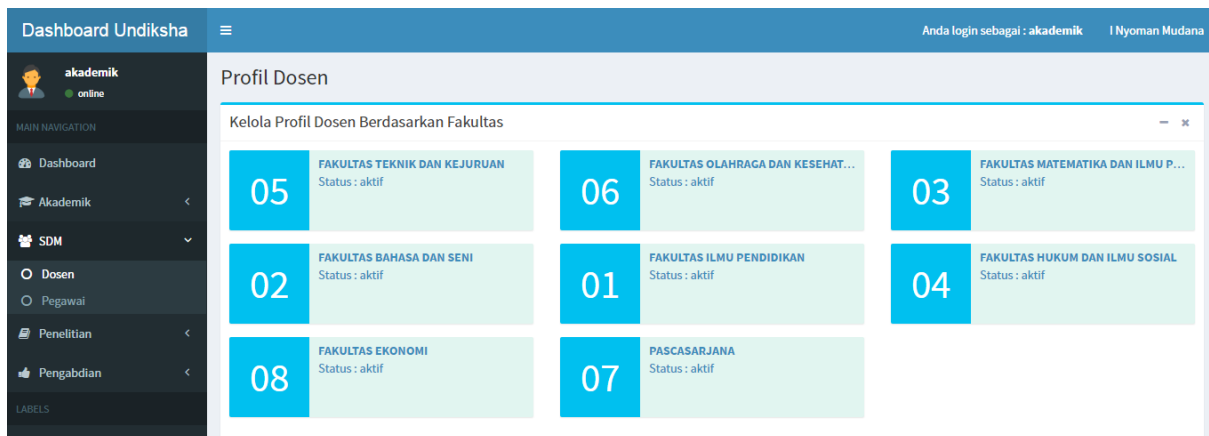 Dashboard Undiksha
Anda login sebagai : akademik I Nyoman Mudana
akademik
online
MAIN NAVIGATION
Dashboard
Akademik
SDM
Dosen
Pegawai
Penelitian
Pengabdian
LABELS
Profil Dosen
Kelola Profil Dosen Berdasarkan Fakultas
05
FAKULTAS TEKNIK DAN KEJURUAN
Status : aktif
06
FAKULTAS OLAHRAGA DAN KESEHAT...
Status : aktif
03
FAKULTAS MATEMATIKA DAN ILMU P...
Status : aktif
02
FAKULTAS BAHASA DAN SENI
Status : aktif
01
FAKULTAS ILMU PENDIDIKAN
Status : aktif
04
FAKULTAS HUKUM DAN ILMU SOSIAL
Status : aktif
08
FAKULTAS EKONOMI
Status : aktif
07
PASCASARJANA
Status : aktif